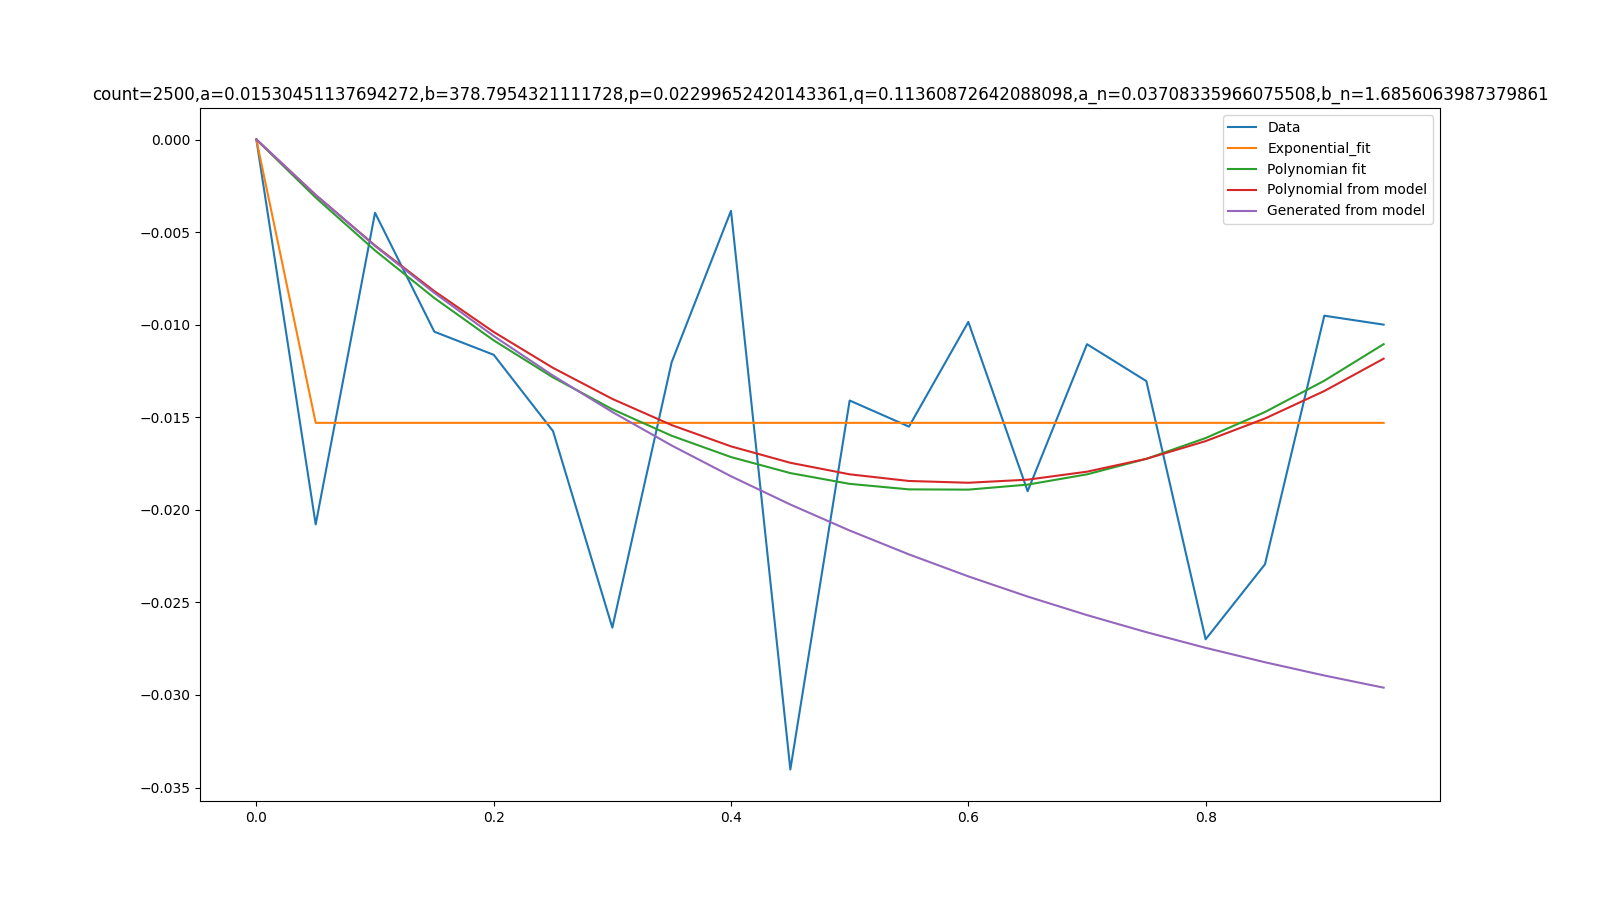 count=2500,a=0.01530451137694272,b=378.7954321111728,p=0.02299652420143361,q=0.11360872642088098,a_n=0.03708335966075508,b_n=1.6856063987379861
Data
Exponential_fit
Polynomian fit
Polynomial from model
Generated from model
0.000
−0.005
−0.010
−0.015
−0.020
−0.025
−0.030
−0.035
0.0 0.2 0.4 0.6 0.8